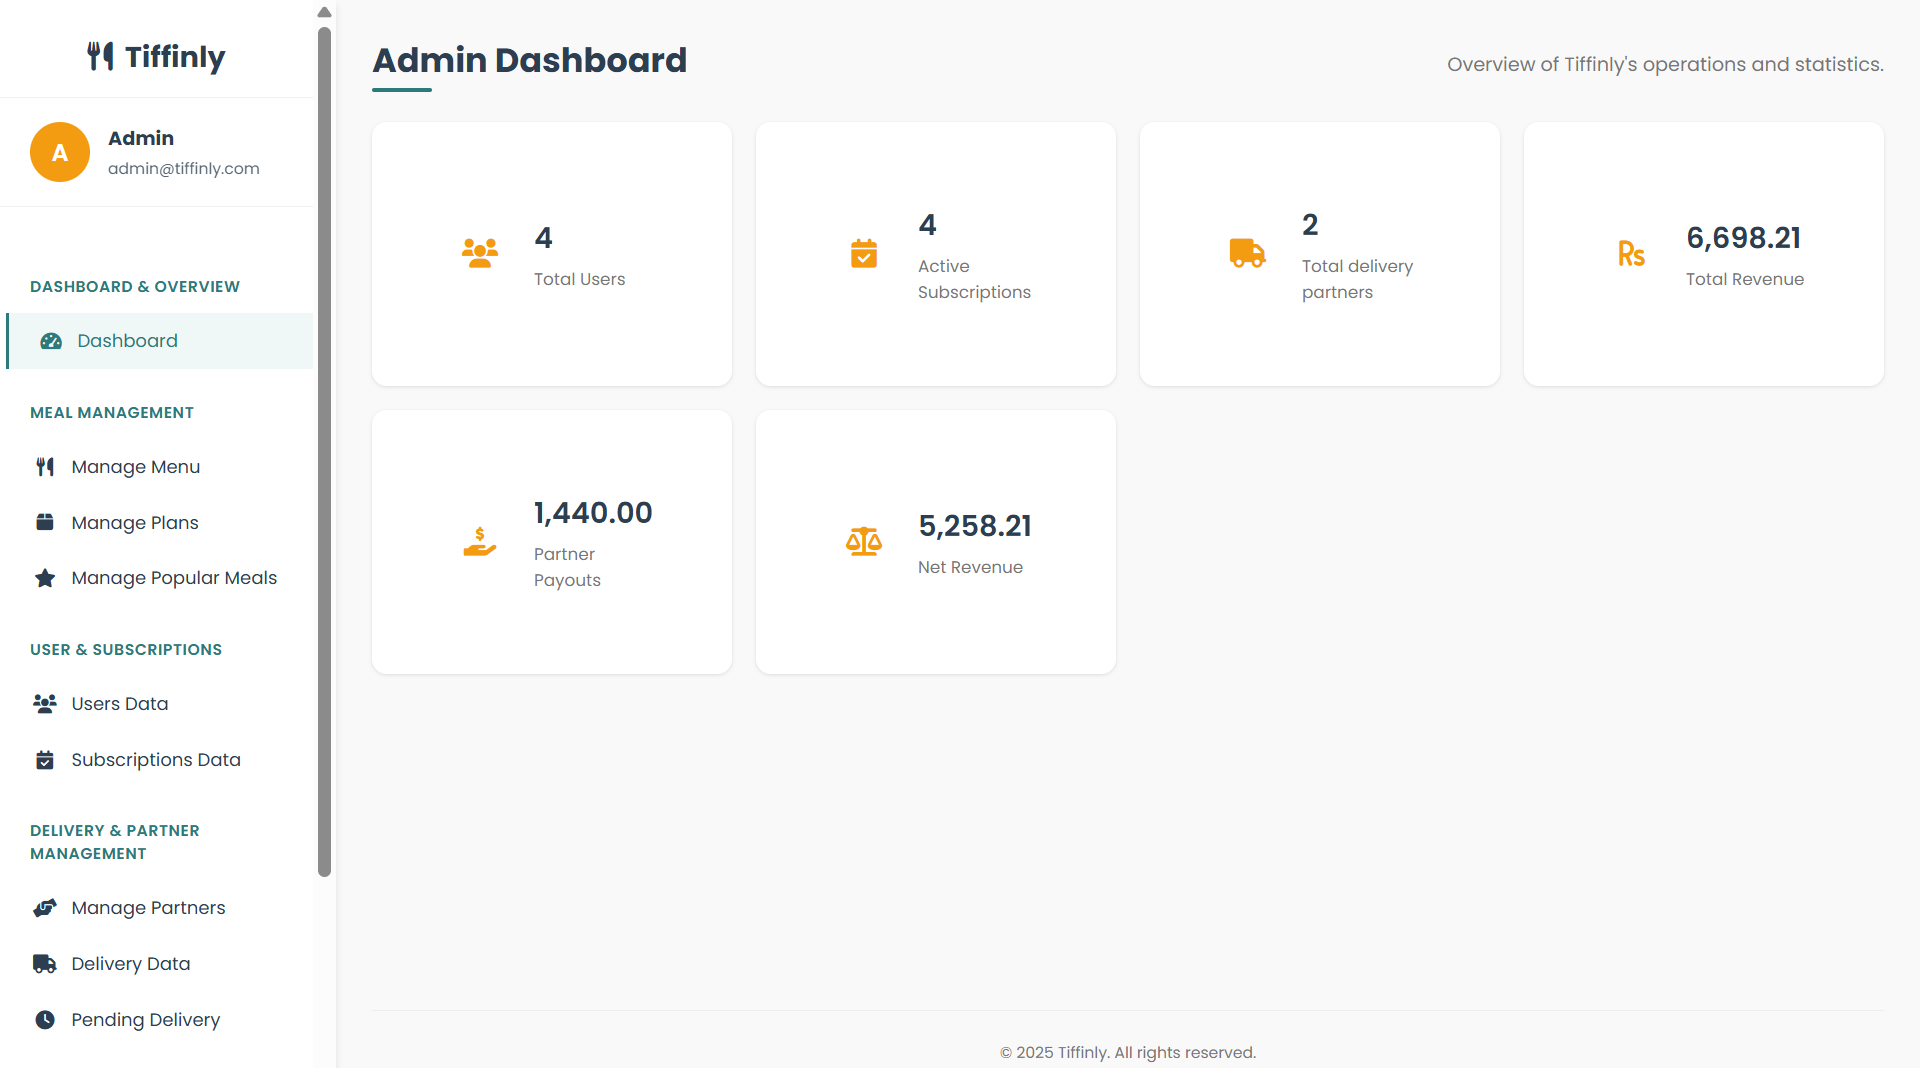 Tiffinly
A
Admin
admin@tiffinly.com
DASHBOARD & OVERVIEW
Dashboard
MEAL MANAGEMENT
Manage Menu
Manage Plans
Manage Popular Meals
USER & SUBSCRIPTIONS
Users Data
Subscriptions Data
DELIVERY & PARTNER
MANAGEMENT
Manage Partners
Delivery Data
Pending Delivery
Admin Dashboard
Overview of Tiffinly's operations and statistics.
4
Total Users
4
Active
Subscriptions
2
Total delivery
partners
Rs
6,698.21
Total Revenue
$
1,440.00
Partner
Payouts
5,258.21
Net Revenue
© 2025 Tiffinly. All rights reserved.